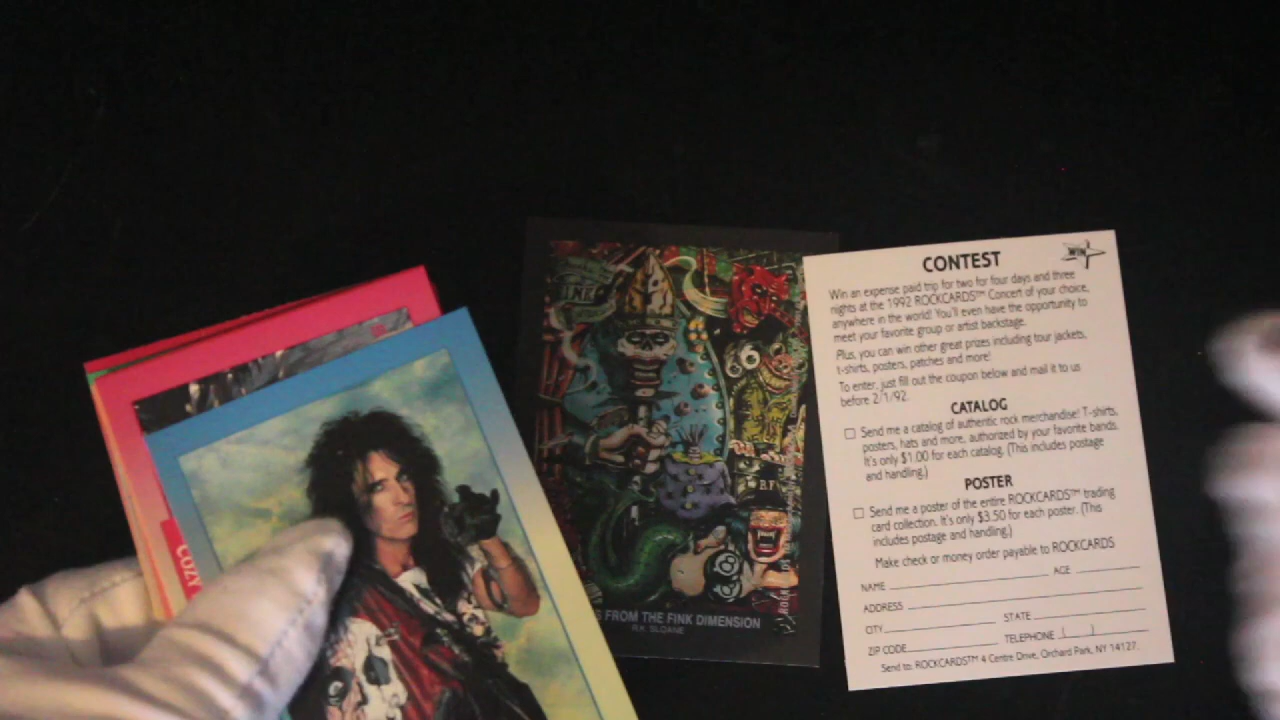 COZY
INK
666
R.F.
S FROM THE FINK DIMENSION
R.K. SLOANE
CONTEST
WIN
Win an expense paid trip for two for four days and three
nights at the 1992 ROCKCARDS™ Concert of your choice,
anywhere in the world! You'll even have the opportunity to
meet your favorite group or artist backstage.
Plus, you can win other great prizes including tour jackets,
t-shirts, posters, patches and more!
To enter, just fill out the coupon below and mail it to us
before 2/1/92.
CATALOG
Send me a catalog of authentic rock merchandise! T-shirts,
posters, hats and more, authorized by your favorite bands.
It's only $1.00 for each catalog. (This includes postage
and handling.)
POSTER
Send me a poster of the entire ROCKCARDS™ trading
card collection. It's only $3.50 for each poster. (This
includes postage and handling.)
Make check or money order payable to ROCKCARDS
NAME AGE
ADDRESS
CITY STATE
ZIP CODE TELEPHONE ( )
Send to: ROCKCARDS™ 4 Centre Drive, Orchard Park, NY 14127.